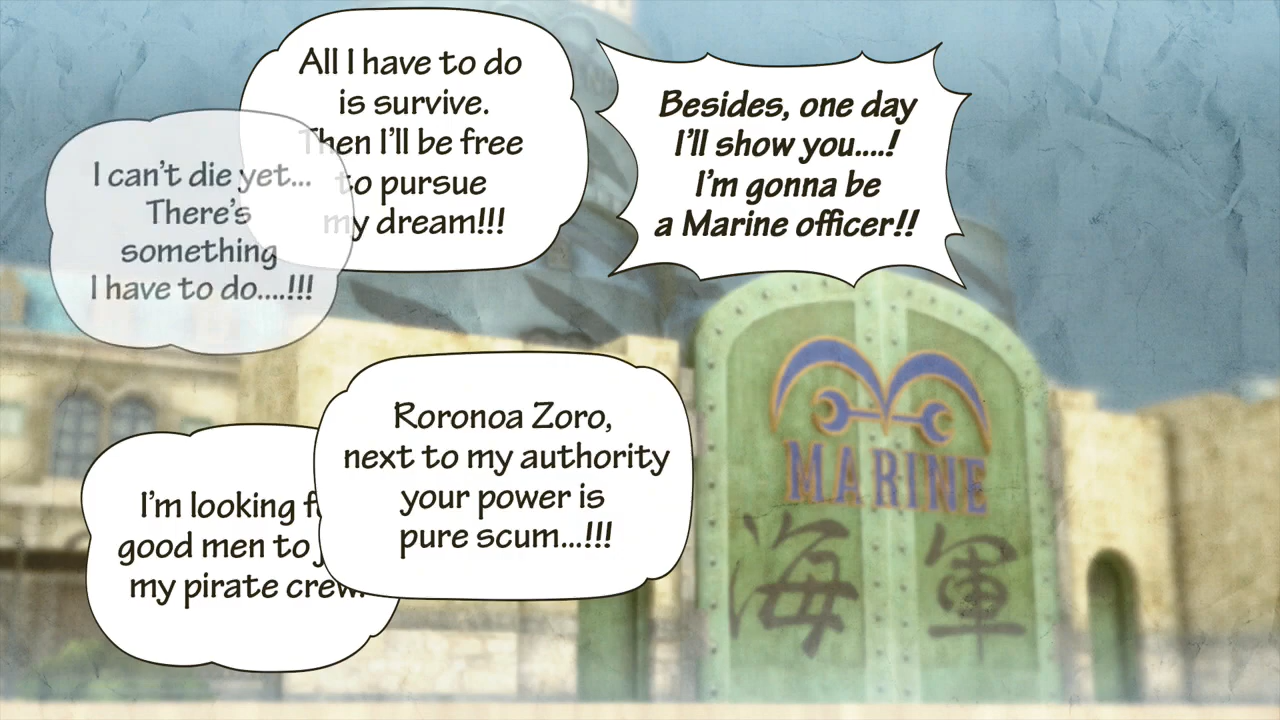 All I have to do
is survive.
Then I'll be free
to pursue
my dream!!!
Besides, one day
I'll show you....!
I'm gonna be
a Marine officer!!
I can't die yet...
There's
something
I have to do....!!!
Roronoa Zoro,
next to my authority
your power is
pure scum...!!!
I'm looking
good men to
my pirate crew.
MARINE
海軍